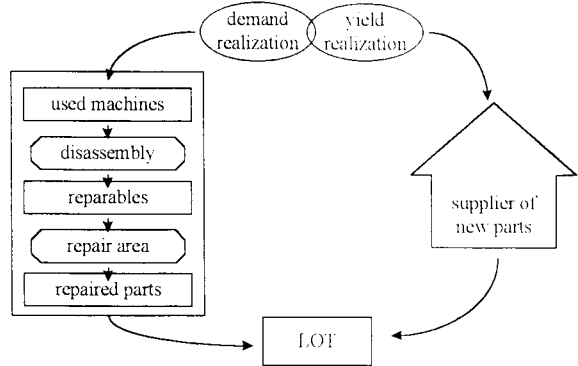 demand
realization
yield
realization
used machines
disassembly
reparables
repair area
repaired parts
supplier of
new parts
LOT